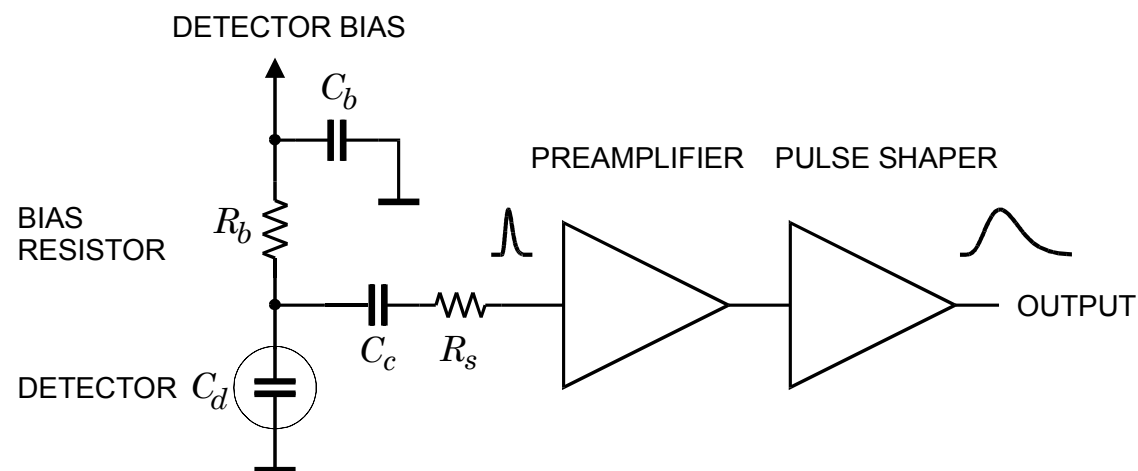 DETECTOR BIAS
C_b
PREAMPLIFIER
PULSE SHAPER
BIAS
RESISTOR
R_b
OUTPUT
C_c
R_s
DETECTOR
C_d